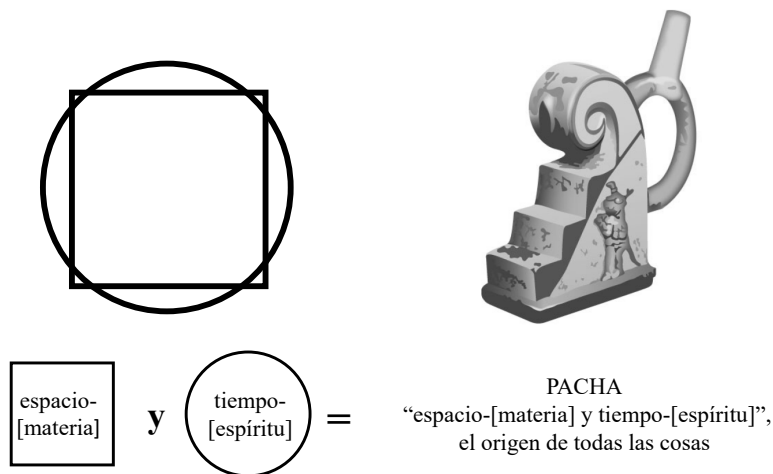 espacio-
[materia]
y
tiempo-
[espíritu]
=
PACHA
“espacio-[materia] y tiempo-[espíritu]”,
el origen de todas las cosas